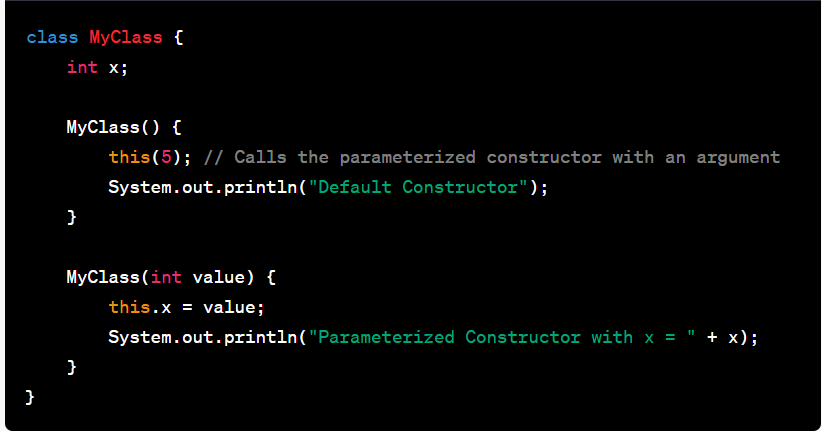 class MyClass {
    int x;

    MyClass() {
        this(5); // Calls the parameterized constructor with an argument
        System.out.println("Default Constructor");
    }

    MyClass(int value) {
        this.x = value;
        System.out.println("Parameterized Constructor with x = " + x);
    }
}